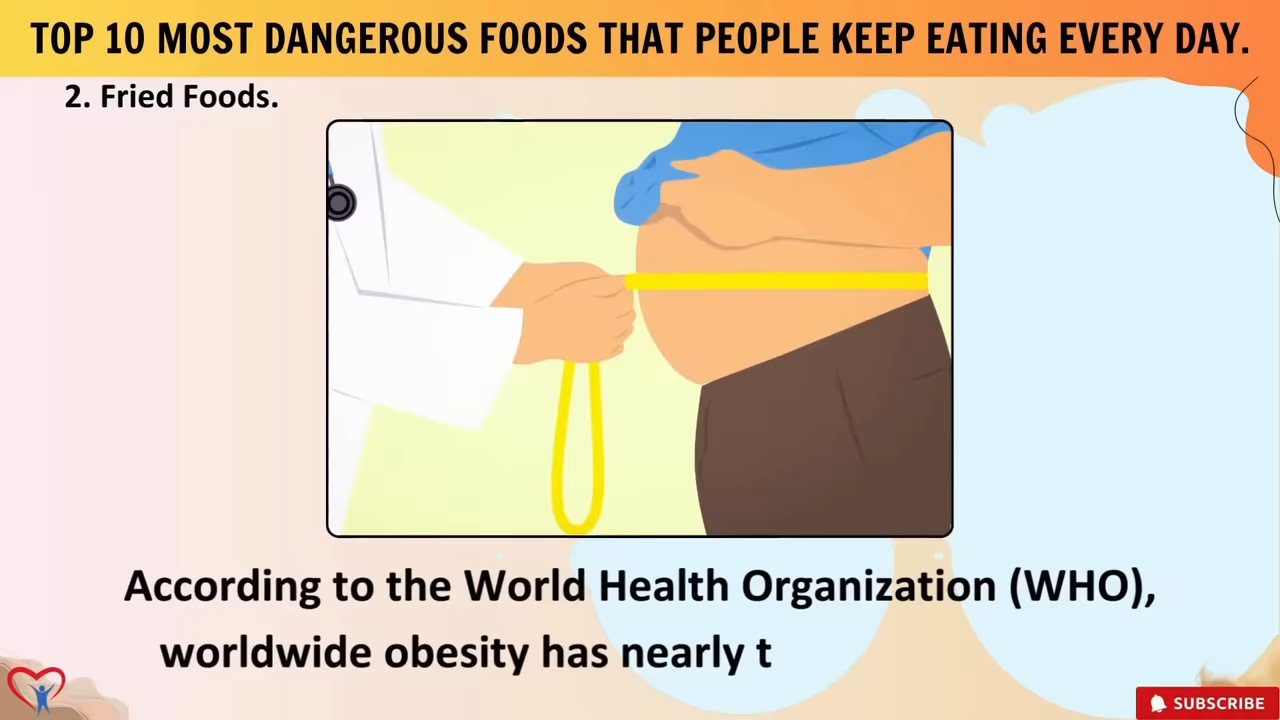 TOP 10 MOST DANGEROUS FOODS THAT PEOPLE KEEP EATING EVERY DAY.
2. Fried Foods.
According to the World Health Organization (WHO),
worldwide obesity has nearly t
SUBSCRIBE